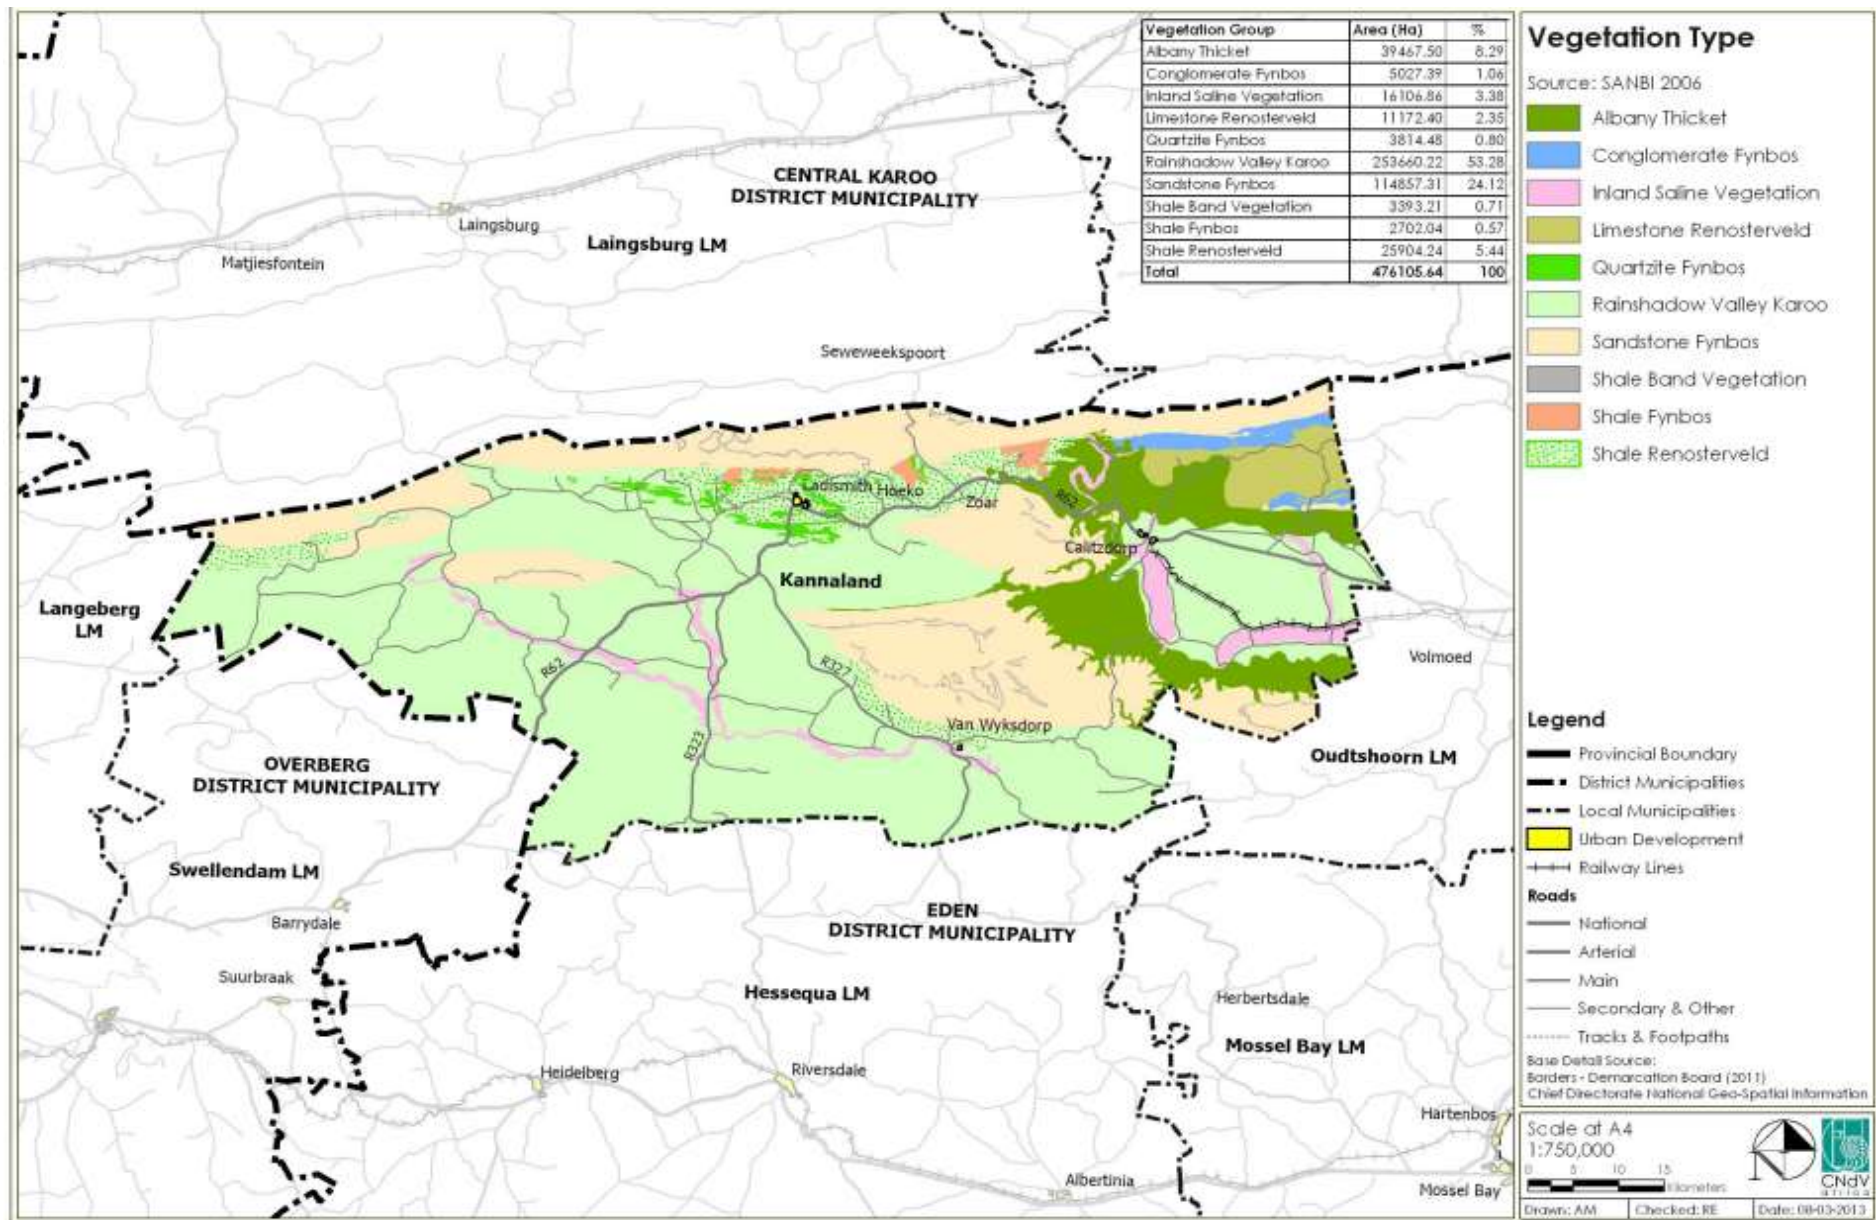 Vegetation Group Area (Ha) %
Albany Thicket 39467.50 8.29
Conglomerate Fynbos 5027.39 1.06
Inland Saline Vegetation 16106.86 3.38
Limestone Renosterveld 11172.40 2.35
Quartzite Fynbos 3814.48 0.80
Rainshadow Valley Karoo 253660.22 53.28
Sandstone Fynbos 114857.31 24.12
Shale Band Vegetation 3393.21 0.71
Shale Fynbos 2702.04 0.57
Shale Renosterveld 25904.24 5.44
Total 476105.64 100
CENTRAL KAROO
DISTRICT MUNICIPALITY
Laingsburg
Laingsburg LM
Matjiesfontein
Seweweekspoort
Ladismith
Hoeko
Zoar
R62
Calitzdorp
Kannaland
Langeberg
LM
R62
R327
Volmoed
Van Wyksdorp
R323
Oudtshoorn LM
OVERBERG
DISTRICT MUNICIPALITY
Swellendam LM
Barrydale
EDEN
DISTRICT MUNICIPALITY
Suurbraak
Hessequa LM
Herbertsdale
Mossel Bay LM
Heidelberg
Riversdale
Hartenbos
Albertinia
Mossel Bay
Vegetation Type
Source: SANBI 2006
Albany Thicket
Conglomerate Fynbos
Inland Saline Vegetation
Limestone Renosterveld
Quartzite Fynbos
Rainshadow Valley Karoo
Sandstone Fynbos
Shale Band Vegetation
Shale Fynbos
Shale Renosterveld
Legend
Provincial Boundary
District Municipalities
Local Municipalities
Urban Development
Railway Lines
Roads
National
Arterial
Main
Secondary & Other
Tracks & Footpaths
Base Detail Source:
Borders - Demarcation Board (2011)
Chief Directorate National Geo-Spatial Information
Scale at A4
1:750,000
0 5 10 15
Kilometers
N
CNdV
africa
Drawn: AM Checked: RE Date: 08-03-2013